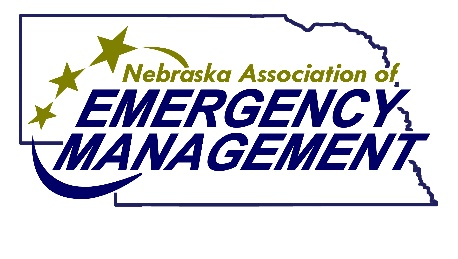 Nebraska Association of
EMERGENCY
MANAGEMENT